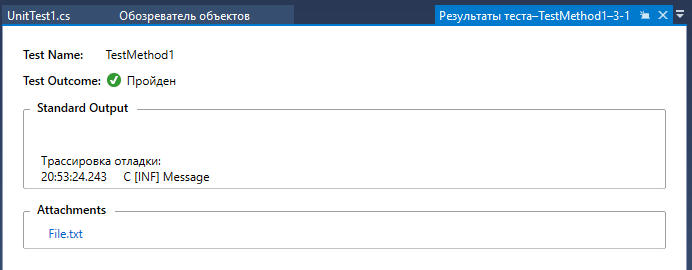 UnitTest1.cs Обозреватель объектов Результаты теста–TestMethod1–3-1
Test Name: TestMethod1
Test Outcome: Пройден
Standard Output
Трассировка отладки:
20:53:24.243 C [INF] Message
Attachments
File.txt